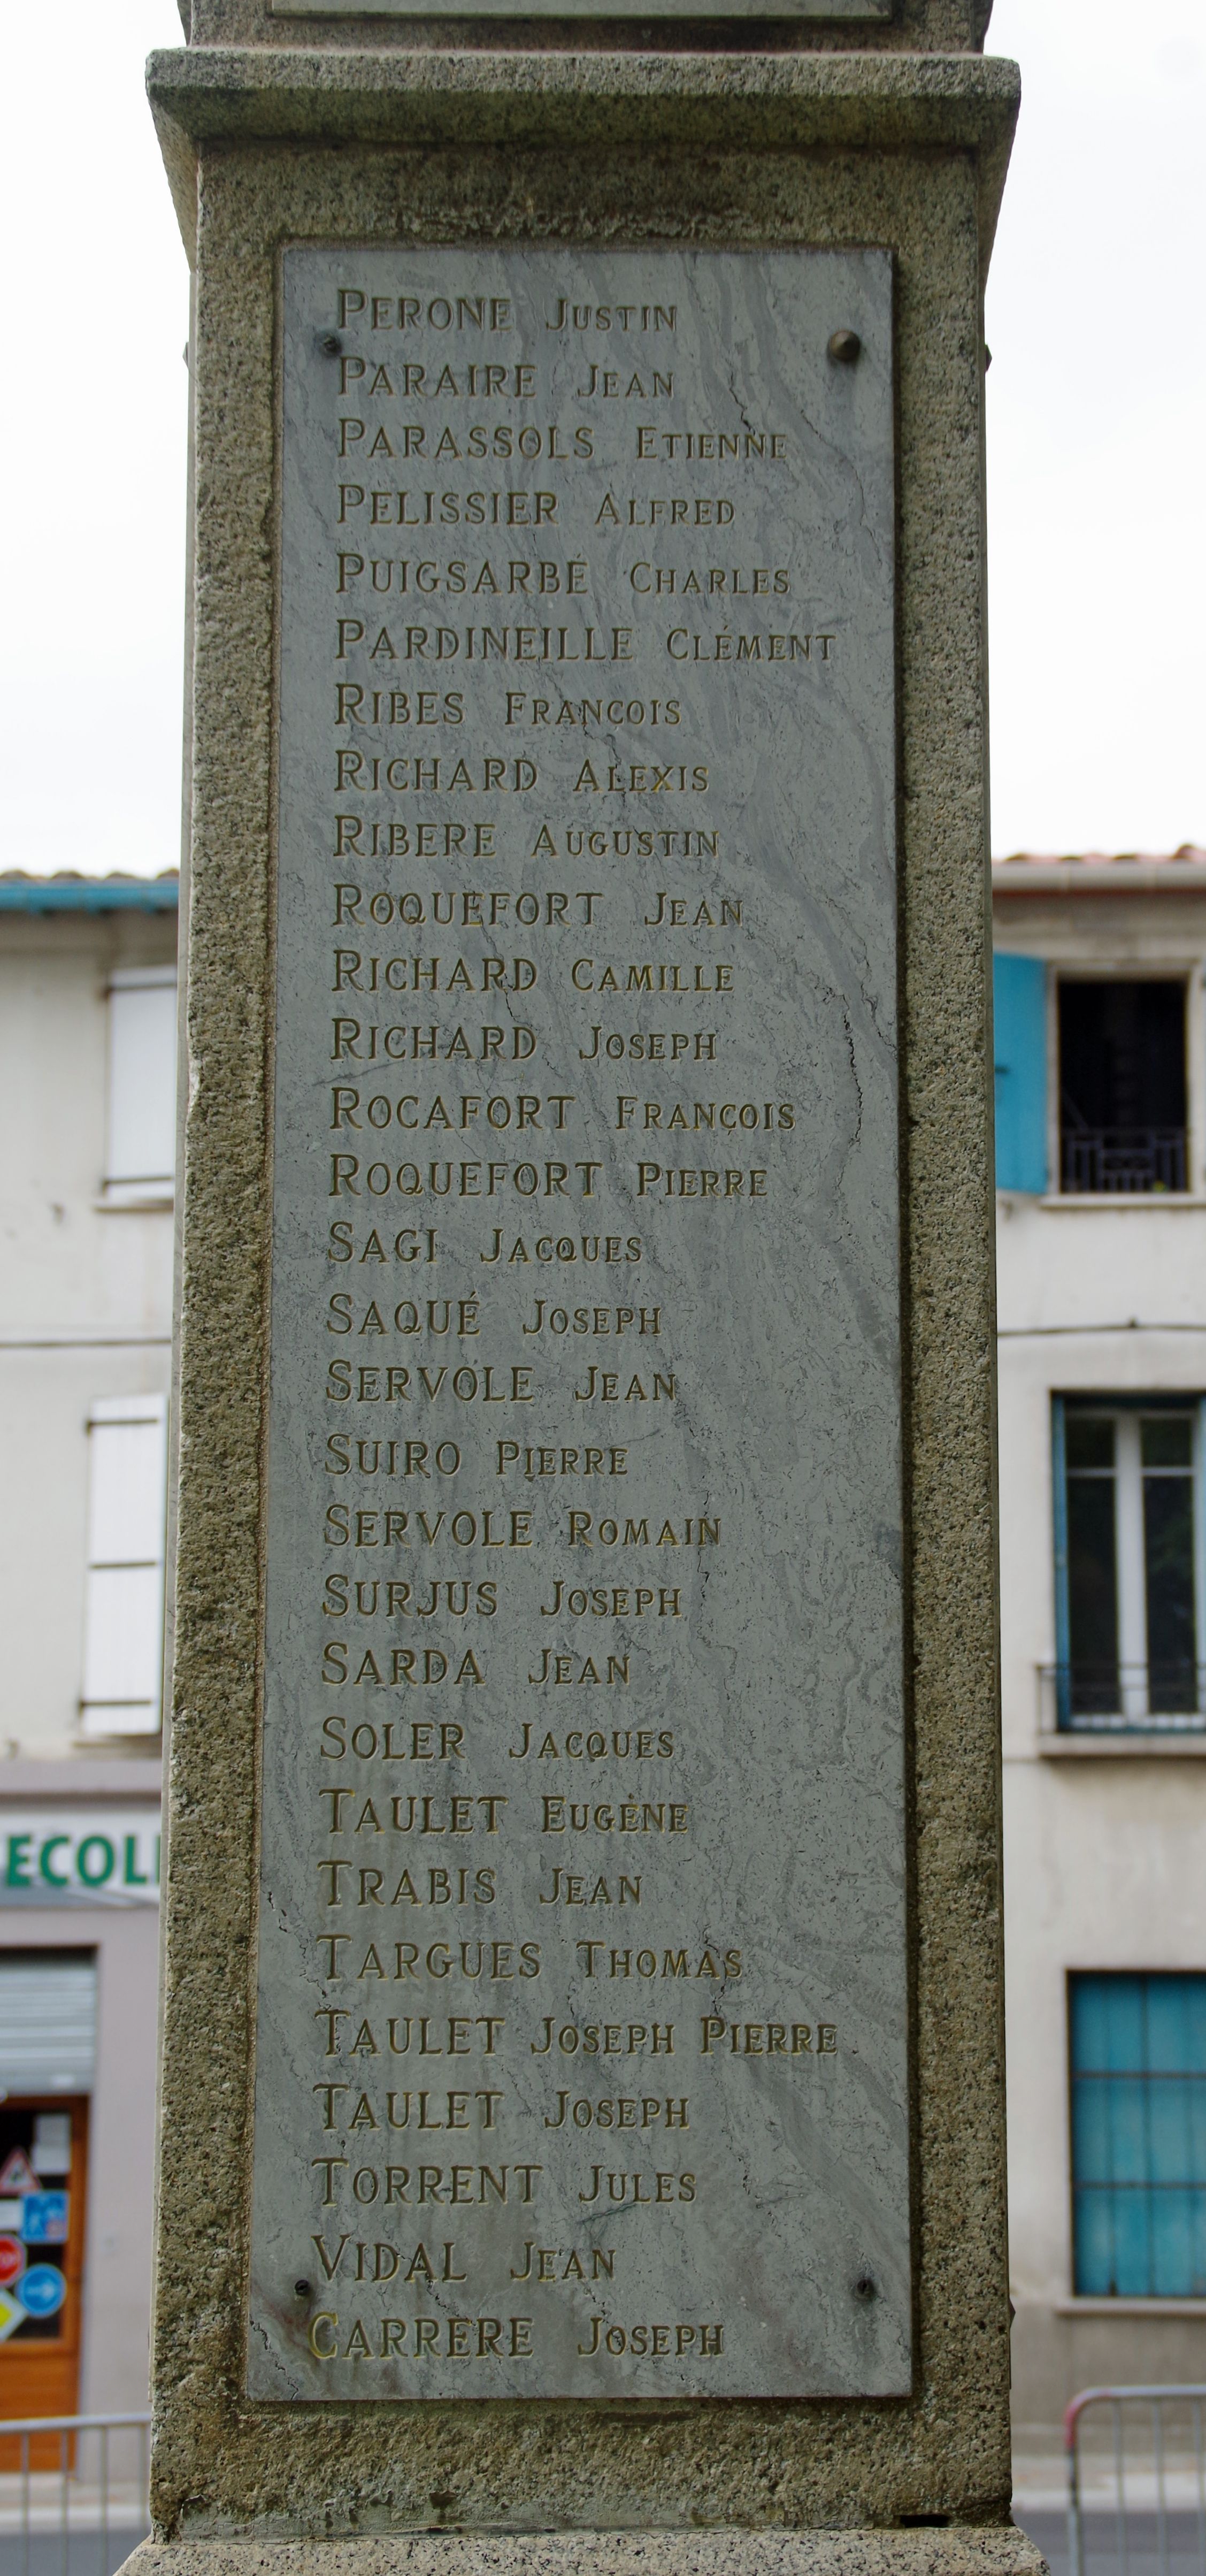 PERONE JUSTIN
PARAIRE JEAN
PARASSOLS ETIENNE
PELISSIER ALFRED
PUIGSARBÉ CHARLES
PARDINEILLE CLÉMENT
RIBES FRANÇOIS
RICHARD ALEXIS
RIBERE AUGUSTIN
ROQUEFORT JEAN
RICHARD CAMILLE
RICHARD JOSEPH
ROCAFORT FRANÇOIS
ROQUEFORT PIERRE
SAGI JACQUES
SAQUÉ JOSEPH
SERVOLE JEAN
SUIRO PIERRE
SERVOLE ROMAIN
SURJUS JOSEPH
SARDA JEAN
SOLER JACQUES
TAULET EUGÈNE
TRABIS JEAN
TARGUES THOMAS
TAULET JOSEPH PIERRE
TAULET JOSEPH
TORRENT JULES
VIDAL JEAN
CARRERE JOSEPH
ECOL